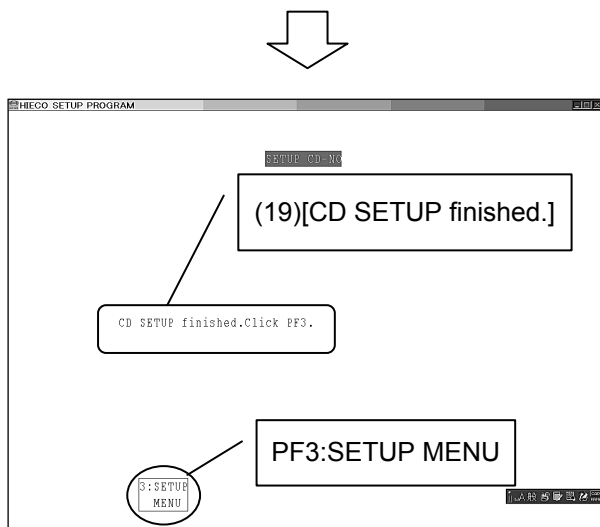 HIECO SETUP PROGRAM
SETUP CD-NO
(19)[CD SETUP finished.]
CD SETUP finished.Click PF3.
PF3:SETUP MENU
3:SETUP
MENU